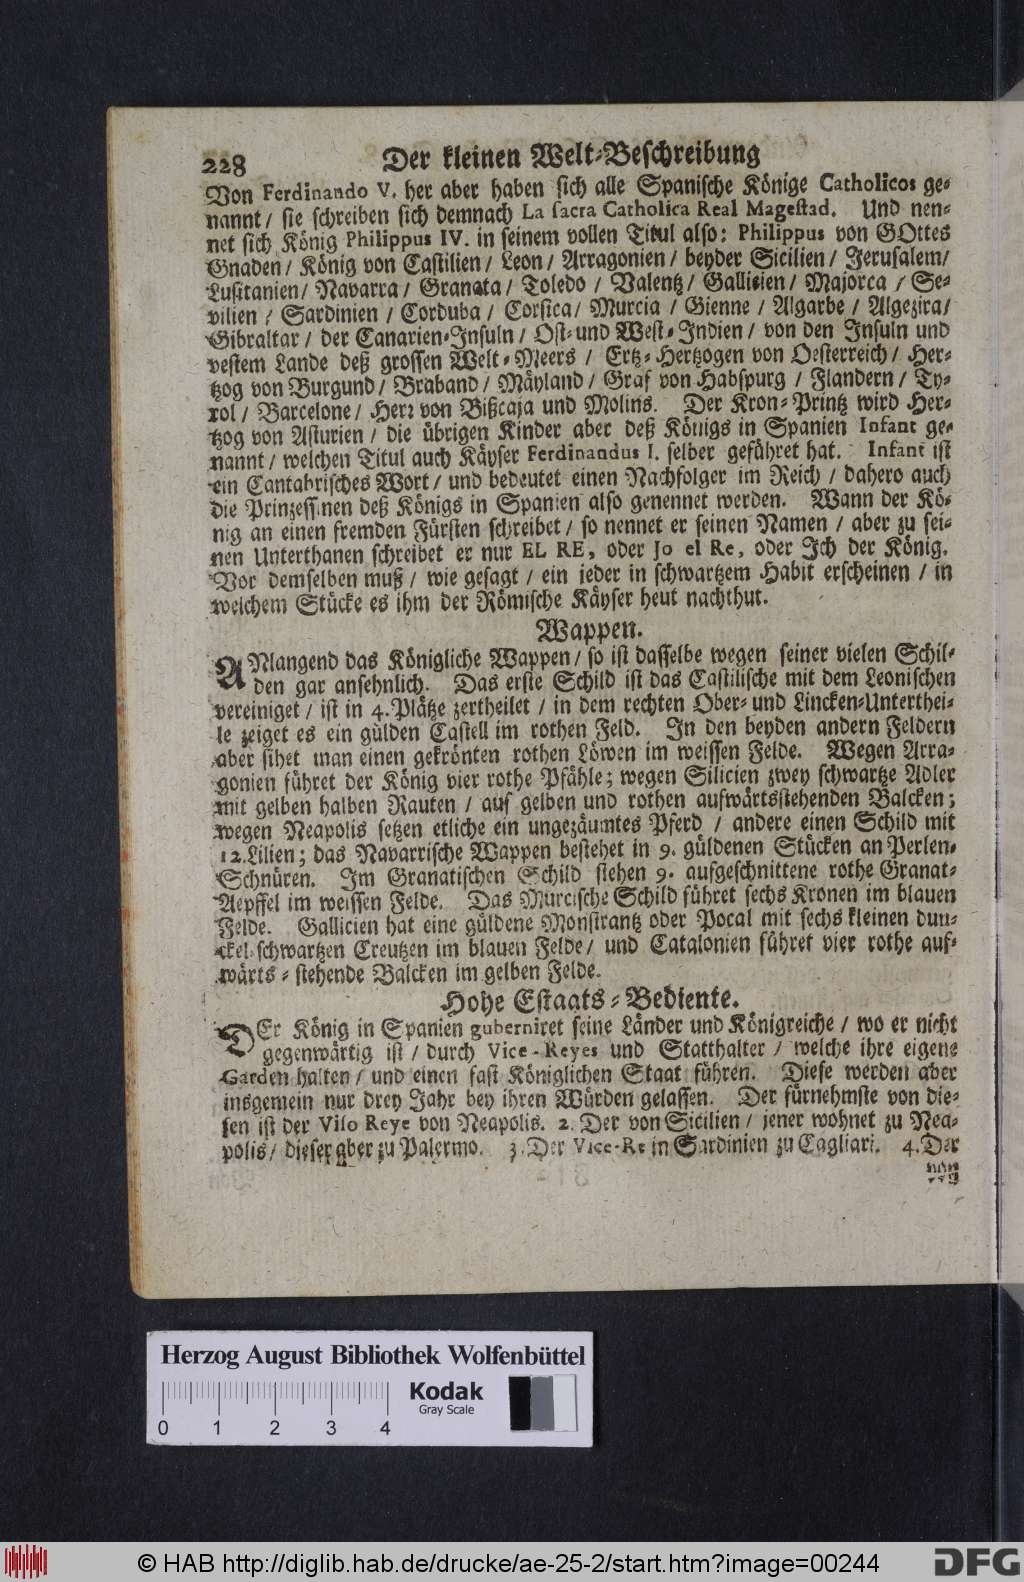 228 Der kleinen Welt-Beschreibung
Von Ferdinando V. her aber haben sich alle Spanische Könige Catholicos ge-
nannt / sie schreiben sich demnach La sacra Catholica Real Magestad. Und nen-
net sich König Philippus IV. in seinem vollen Titul also: Philippus von GOttes
Gnaden / König von Castilien / Leon / Arragonien / beyder Sicilien / Jerusalem /
Lusitanien / Navarra / Granata / Toledo / Valentz / Gallicien / Majorca / Se-
vilien / Sardinien / Corduba / Corsica / Murcia / Gienne / Algarbe / Algezira /
Gibraltar / der Canarien-Insuln / Ost- und West-Indien / von den Insuln und
vestem Lande deß grossen Welt-Meers / Ertz-Hertzogen von Oesterreich / Her-
tzog von Burgund / Braband / Mäyland / Graf von Habspurg / Flandern / Ty-
rol / Barcelone / Herr von Bißcaja und Molins. Der Kron-Printz wird Her-
tzog von Asturien / die übrigen Kinder aber deß Königs in Spanien Infant ge-
nannt / welchen Titul auch Käyser Ferdinandus I. selber geführet hat. Infant ist
ein Cantabrisches Wort / und bedeutet einen Nachfolger im Reich / dahero auch
die Prinzessinen deß Königs in Spanien also genennet werden. Wann der Kö-
nig an einen fremden Fürsten schreibet / so nennet er seinen Namen / aber zu sei-
nen Unterthanen schreibet er nur EL RE, oder Jo el Re, oder Ich der König.
Vor demselben muß / wie gesagt / ein jeder in schwartzem Habit erscheinen / in
welchem Stücke es ihm der Römische Käyser heut nachthut.
Wappen.
ANlangend das Königliche Wappen / so ist dasselbe wegen seiner vielen Schil-
den gar ansehnlich. Das erste Schild ist das Castilische mit dem Leonischen
vereiniget / ist in 4. Plätze zertheilet / in dem rechten Ober- und Lincken-Unterthei-
le zeiget es ein gülden Castell im rothen Feld. In den beyden andern Feldern
aber sihet man einen gekrönten rothen Löwen im weissen Felde. Wegen Arra-
gonien führet der König vier rothe Pfähle; wegen Silicien zwey schwartze Adler
mit gelben halben Rauten / auf gelben und rothen aufwärtsstehenden Balcken;
wegen Neapolis setzen etliche ein ungezäumtes Pferd / andere einen Schild mit
12. Lilien; das Navarrische Wappen bestehet in 9. güldenen Stücken an Perlen-
Schnüren. Im Granatischen Schild stehen 9. aufgeschnittene rothe Granat-
Aepffel im weissen Felde. Das Murcische Schild führet sechs Kronen im blauen
Felde. Gallicien hat eine güldene Monstrantz oder Pocal mit sechs kleinen dun-
ckel-schwartzen Creutzen im blauen Felde / und Catalonien führet vier rothe auf-
wärts-stehende Balcken im gelben Felde.
Hohe Estaats-Bediente.
DEr König in Spanien guberniret seine Länder und Königreiche / wo er nicht
gegenwärtig ist / durch Vice-Reyes und Statthalter / welche ihre eigene
Garden halten / und einen fast Königlichen Staat führen. Diese werden aber
insgemein nur drey Jahr bey ihren Würden gelassen. Der fürnehmste von die-
sen ist der Viso Reye von Neapolis. 2. Der von Sicilien / jener wohnet zu Nea-
polis / dieser aber zu Palermo. 3. Der Vice-Re in Sardinien zu Cagliari. 4. Der
von
Herzog August Bibliothek Wolfenbüttel
Kodak
Gray Scale
0 1 2 3 4
© HAB http://diglib.hab.de/drucke/ae-25-2/start.htm?image=00244
DFG